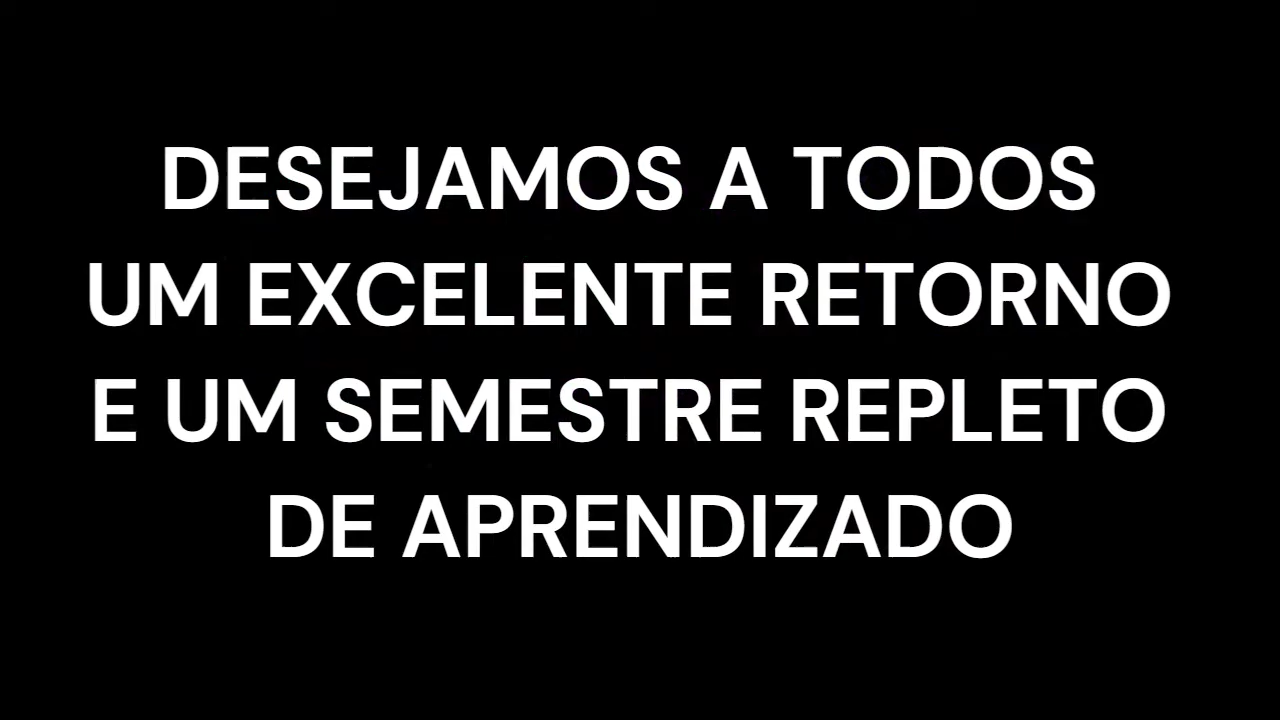 DESEJAMOS A TODOS
UM EXCELENTE RETORNO
E UM SEMESTRE REPLETO
DE APRENDIZADO